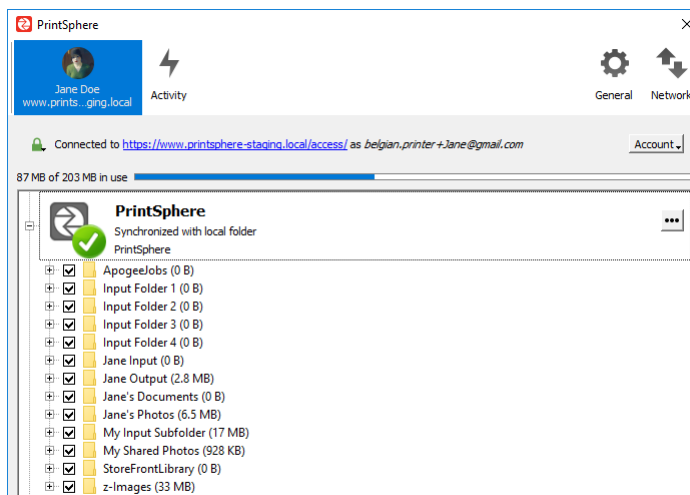 PrintSphere
Jane Doe
www.prints...ging.local
Activity
General
Network
Connected to https://www.printsphere-staging.local/access/ as belgian.printer+Jane@gmail.com
Account
87 MB of 203 MB in use
PrintSphere
Synchronized with local folder
PrintSphere
ApogeeJobs (0 B)
Input Folder 1 (0 B)
Input Folder 2 (0 B)
Input Folder 3 (0 B)
Input Folder 4 (0 B)
Jane Input (0 B)
Jane Output (2.8 MB)
Jane's Documents (0 B)
Jane's Photos (6.5 MB)
My Input Subfolder (17 MB)
My Shared Photos (928 KB)
StoreFrontLibrary (0 B)
z-Images (33 MB)